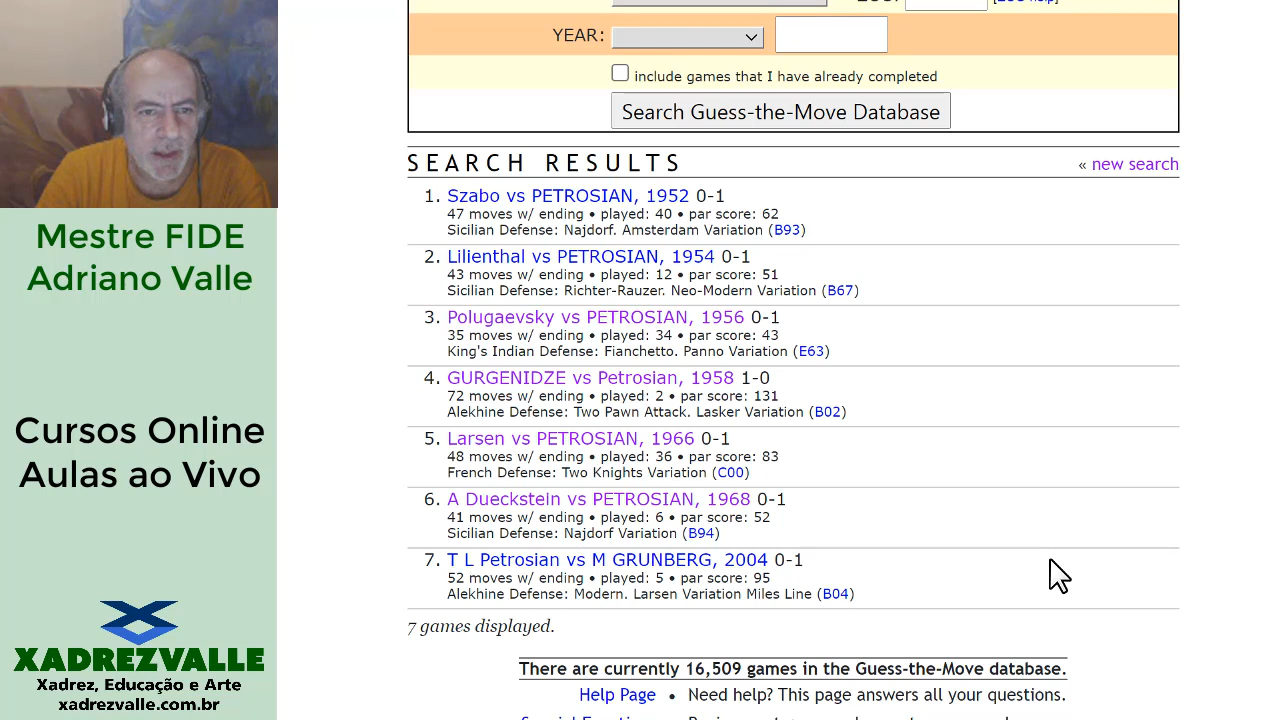 YEAR:
include games that I have already completed
Search Guess-the-Move Database
SEARCH RESULTS
« new search
1. Szabo vs PETROSIAN, 1952 0-1
47 moves w/ ending • played: 40 • par score: 62
Sicilian Defense: Najdorf. Amsterdam Variation (B93)
2. Lilienthal vs PETROSIAN, 1954 0-1
43 moves w/ ending • played: 12 • par score: 51
Sicilian Defense: Richter-Rauzer. Neo-Modern Variation (B67)
3. Polugaevsky vs PETROSIAN, 1956 0-1
35 moves w/ ending • played: 34 • par score: 43
King's Indian Defense: Fianchetto. Panno Variation (E63)
4. GURGENIDZE vs Petrosian, 1958 1-0
72 moves w/ ending • played: 2 • par score: 131
Alekhine Defense: Two Pawn Attack. Lasker Variation (B02)
5. Larsen vs PETROSIAN, 1966 0-1
48 moves w/ ending • played: 36 • par score: 83
French Defense: Two Knights Variation (C00)
6. A Dueckstein vs PETROSIAN, 1968 0-1
41 moves w/ ending • played: 6 • par score: 52
Sicilian Defense: Najdorf Variation (B94)
7. T L Petrosian vs M GRUNBERG, 2004 0-1
52 moves w/ ending • played: 5 • par score: 95
Alekhine Defense: Modern. Larsen Variation Miles Line (B04)
7 games displayed.
There are currently 16,509 games in the Guess-the-Move database.
Help Page • Need help? This page answers all your questions.
Mestre FIDE
Adriano Valle
Cursos Online
Aulas ao Vivo
XADREZVALLE
Xadrez, Educação e Arte
xadrezvalle.com.br